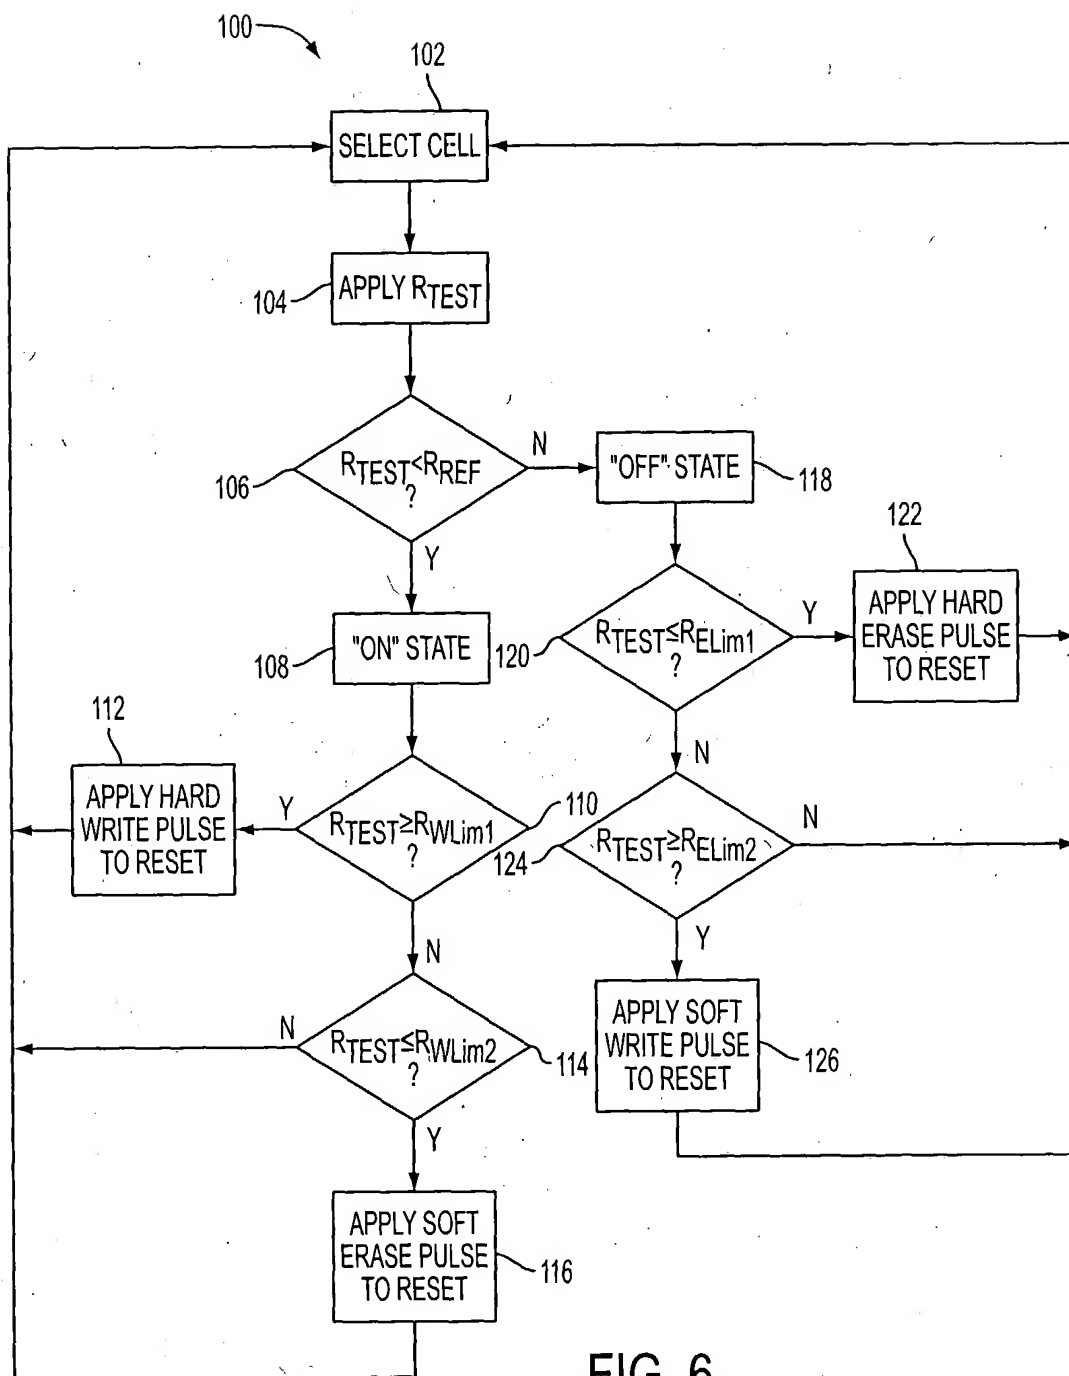 100
102
SELECT CELL
104
APPLY RTEST
106
RTEST<RREF
?
N
Y
"OFF" STATE
118
108
"ON" STATE
120
RTEST≤RELim1
?
Y
N
122
APPLY HARD
ERASE PULSE
TO RESET
112
APPLY HARD
WRITE PULSE
TO RESET
Y
RTEST≥RWLim1
?
110
N
124
RTEST≥RELim2
?
N
Y
N
RTEST≤RWLim2
?
114
Y
APPLY SOFT
WRITE PULSE
TO RESET
126
APPLY SOFT
ERASE PULSE
TO RESET
116
FIG. 6